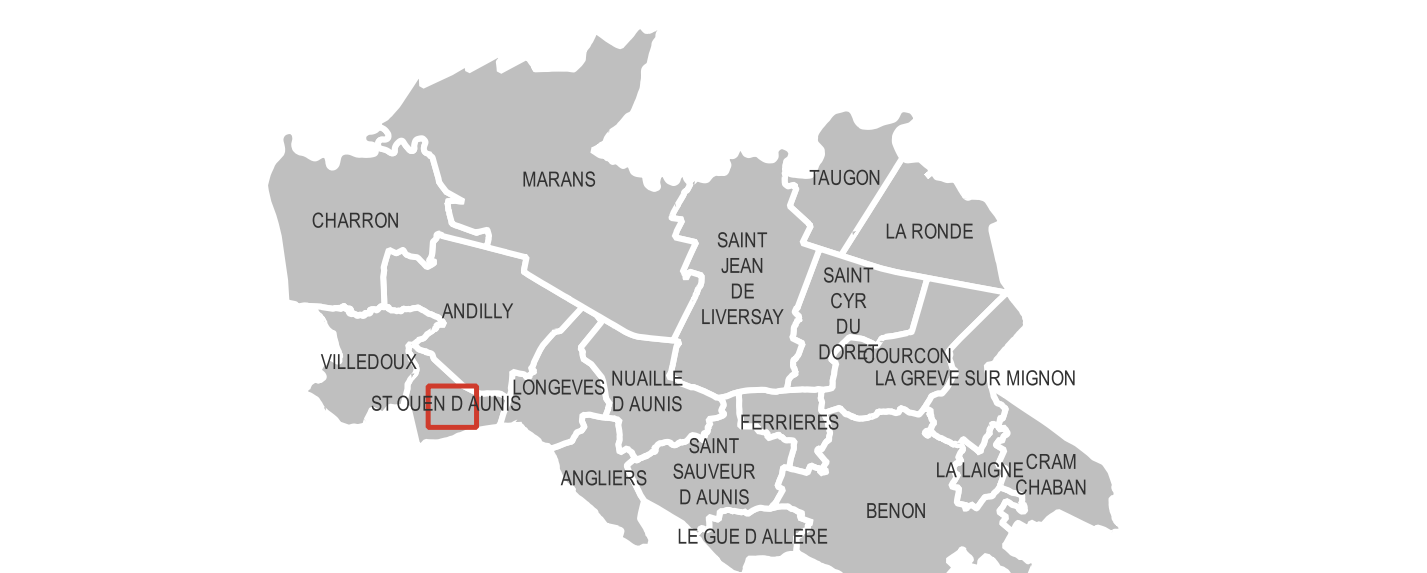 MARANS
TAUGON
CHARRON
LA RONDE
SAINT
JEAN
DE
LIVERSAY
SAINT
CYR
DU
DORET
ANDILLY
COURCON
VILLEDOUX
LA GREVE SUR MIGNON
LONGEVES
NUAILLE
D AUNIS
ST OUEN D AUNIS
FERRIERES
SAINT
SAUVEUR
D AUNIS
ANGLIERS
LA LAIGNE
CRAM
CHABAN
BENON
LE GUE D ALLERE